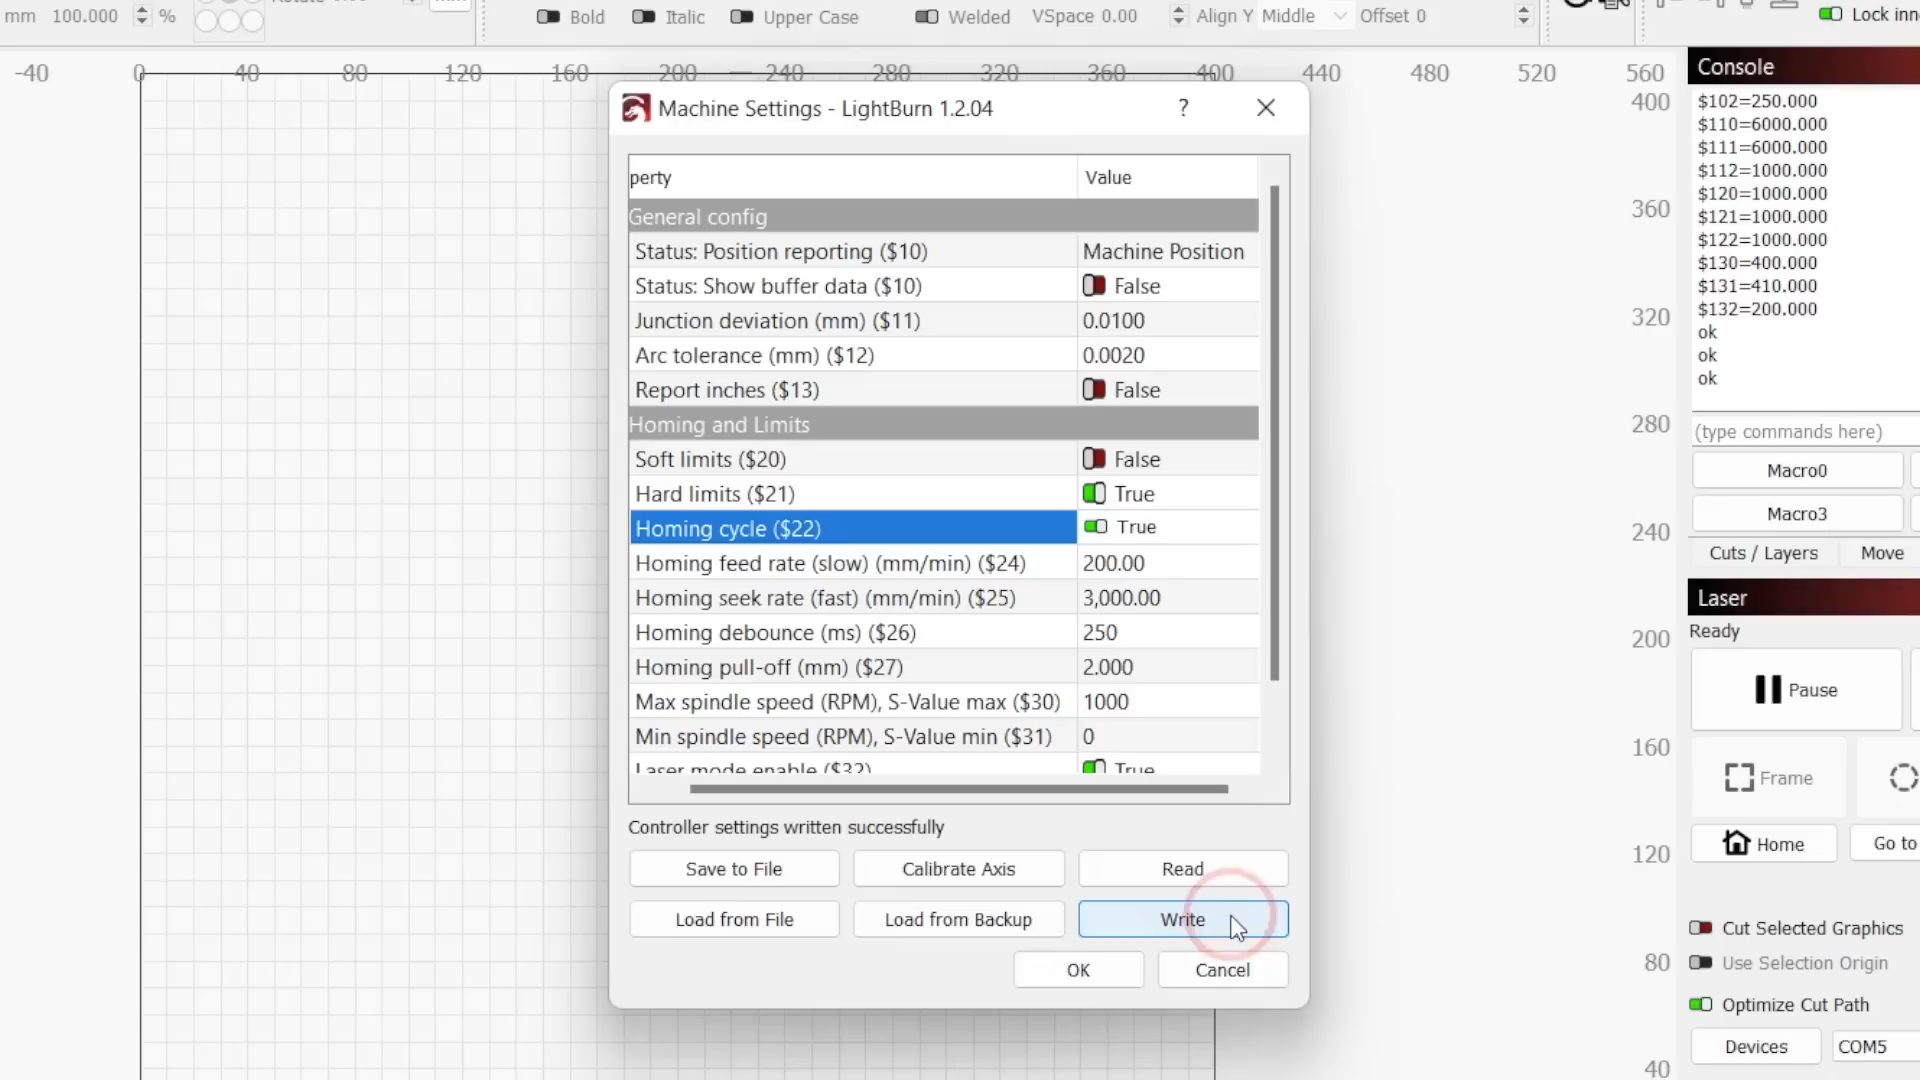 mm 100.000 %
Bold Italic Upper Case Welded VSpace 0.00 Align Y Middle Offset 0
Lock inn
-40 0 40 80 120 160 200 240 280 320 360 400 440 480 520 560
Machine Settings - LightBurn 1.2.04 ?
perty Value
General config
Status: Position reporting ($10) Machine Position
Status: Show buffer data ($10) False
Junction deviation (mm) ($11) 0.0100
Arc tolerance (mm) ($12) 0.0020
Report inches ($13) False
Homing and Limits
Soft limits ($20) False
Hard limits ($21) True
Homing cycle ($22) True
Homing feed rate (slow) (mm/min) ($24) 200.00
Homing seek rate (fast) (mm/min) ($25) 3,000.00
Homing debounce (ms) ($26) 250
Homing pull-off (mm) ($27) 2.000
Max spindle speed (RPM), S-Value max ($30) 1000
Min spindle speed (RPM), S-Value min ($31) 0
Laser mode enable ($32) True
Controller settings written successfully
Save to File Calibrate Axis Read
Load from File Load from Backup Write
OK Cancel
400
360
320
280
240
200
160
120
80
40
Console
$102=250.000
$110=6000.000
$111=6000.000
$112=1000.000
$120=1000.000
$121=1000.000
$122=1000.000
$130=400.000
$131=410.000
$132=200.000
ok
ok
ok
(type commands here)
Macro0
Macro3
Cuts / Layers Move
Laser
Ready
Pause
Frame
Home Go to
Cut Selected Graphics
Use Selection Origin
Optimize Cut Path
Devices COM5